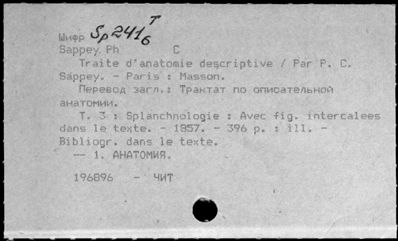 Шифр Sp 2416 T
Sappey Ph C
Traite d'anatomie descriptive / Par P. C.
Sappey. - Paris : Masson.
Перевод загл.: Трактат по описательной
анатомии.
Т. 3 : Splanchnologie : Avec fig. intercalees
dans le texte. - 1857. - 396 p. : ill. -
Bibliogr. dans le texte.
-- 1. АНАТОМИЯ.
196896 - ЧИТ